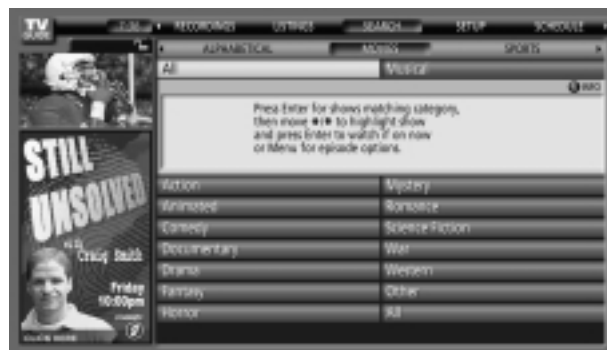 TV
GUIDE
7:36
RECORDINGS LISTINGS SEARCH SETUP SCHEDULE
ALPHABETICAL MOVIES SPORTS
All Musical
INFO
Press Enter for shows matching category,
then move to highlight show
and press Enter to watch if on now
or Menu for episode options.
Action Mystery
Animated Romance
Comedy Science Fiction
Documentary War
Drama Western
Fantasy Other
Horror All
STILL
UNSOLVED
with
Craig Smith
Friday
10:00pm